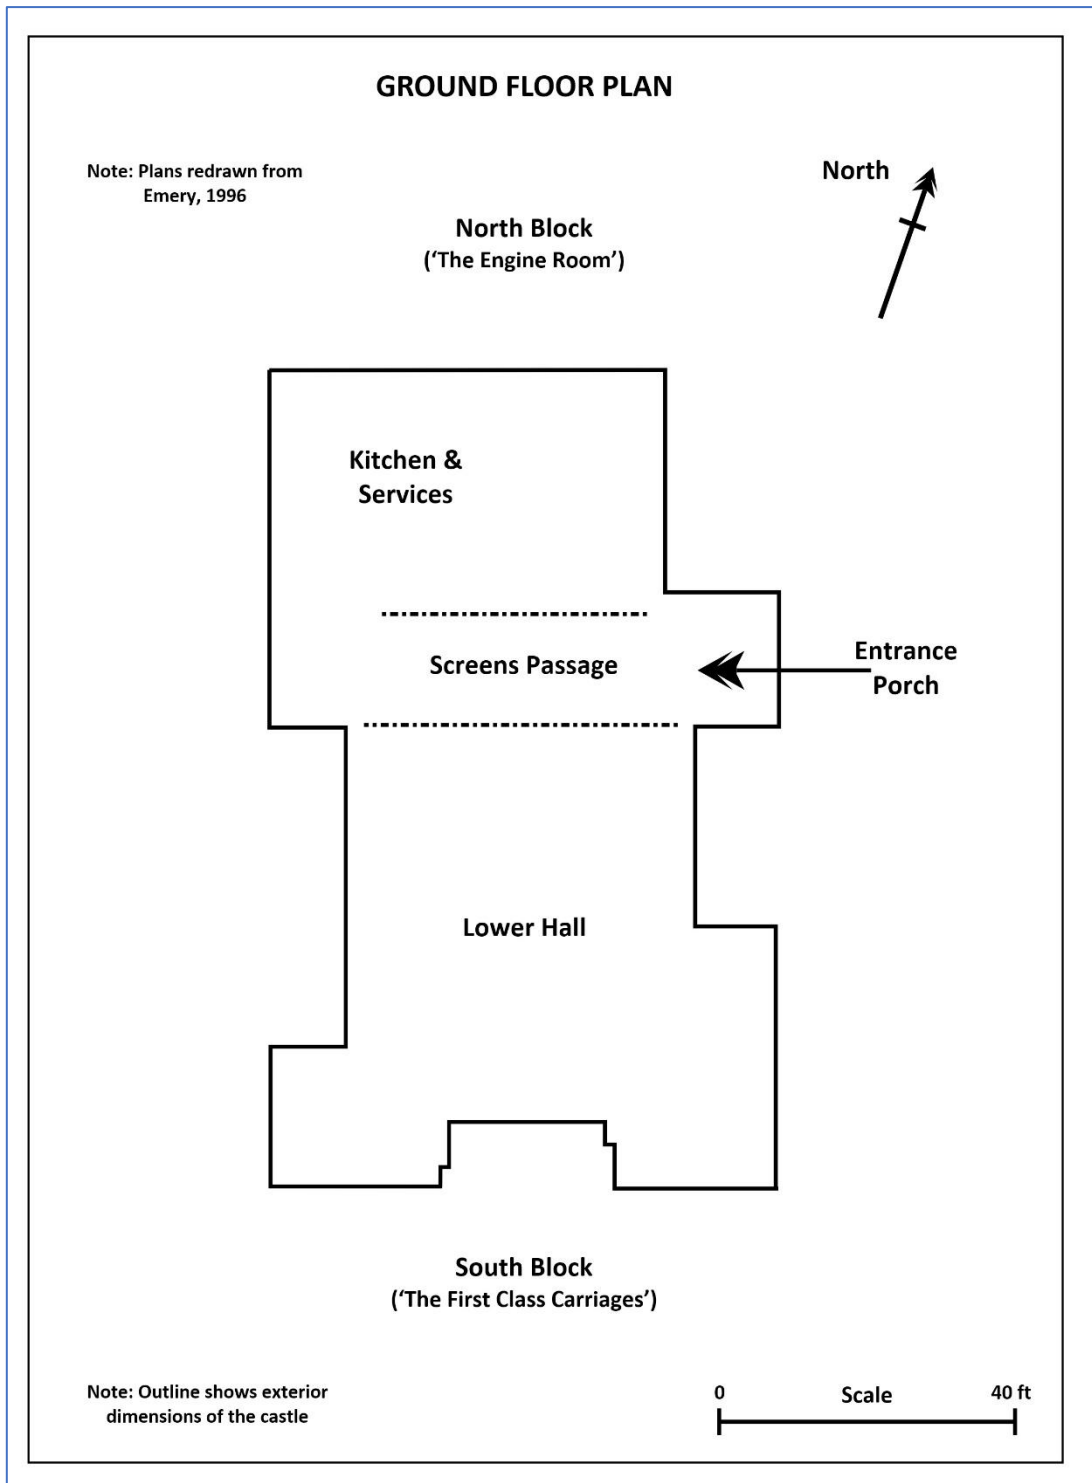 GROUND FLOOR PLAN
Note: Plans redrawn from
Emery, 1996
North
North Block
(‘The Engine Room’)
Kitchen &
Services
Screens Passage
Entrance
Porch
Lower Hall
South Block
(‘The First Class Carriages’)
Note: Outline shows exterior
dimensions of the castle
0 Scale 40 ft